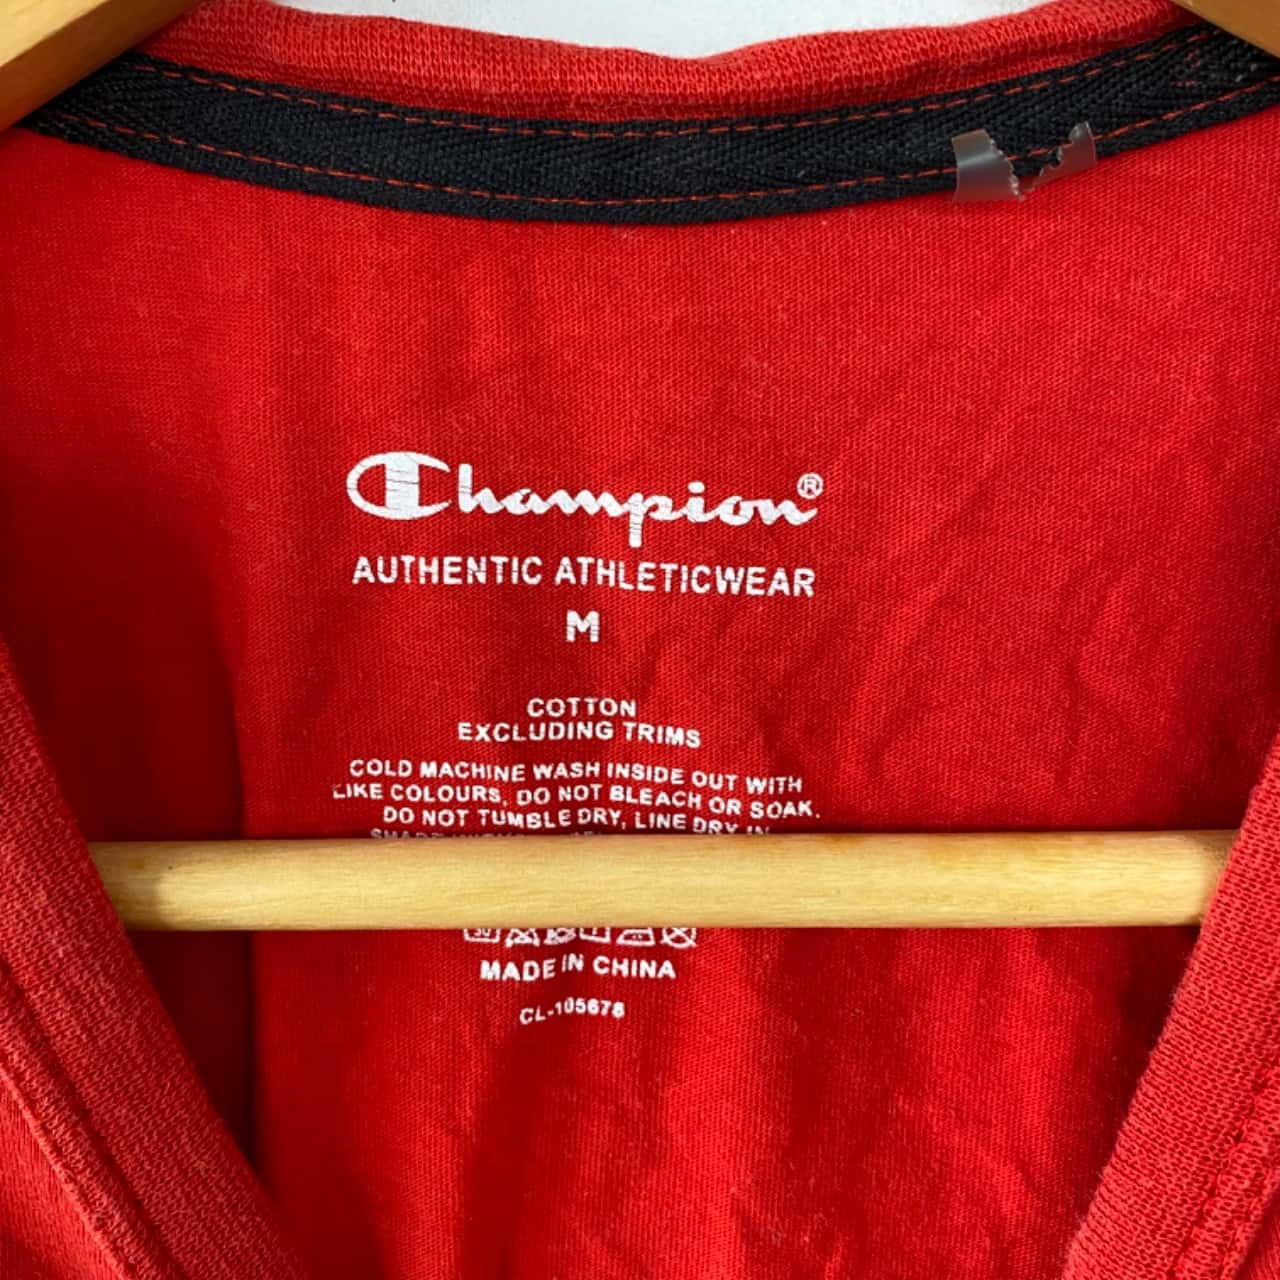 Champion®
AUTHENTIC ATHLETICWEAR
M
COTTON
EXCLUDING TRIMS
COLD MACHINE WASH INSIDE OUT WITH
LIKE COLOURS, DO NOT BLEACH OR SOAK.
DO NOT TUMBLE DRY, LINE DRY IN
MADE IN CHINA
CL-105678